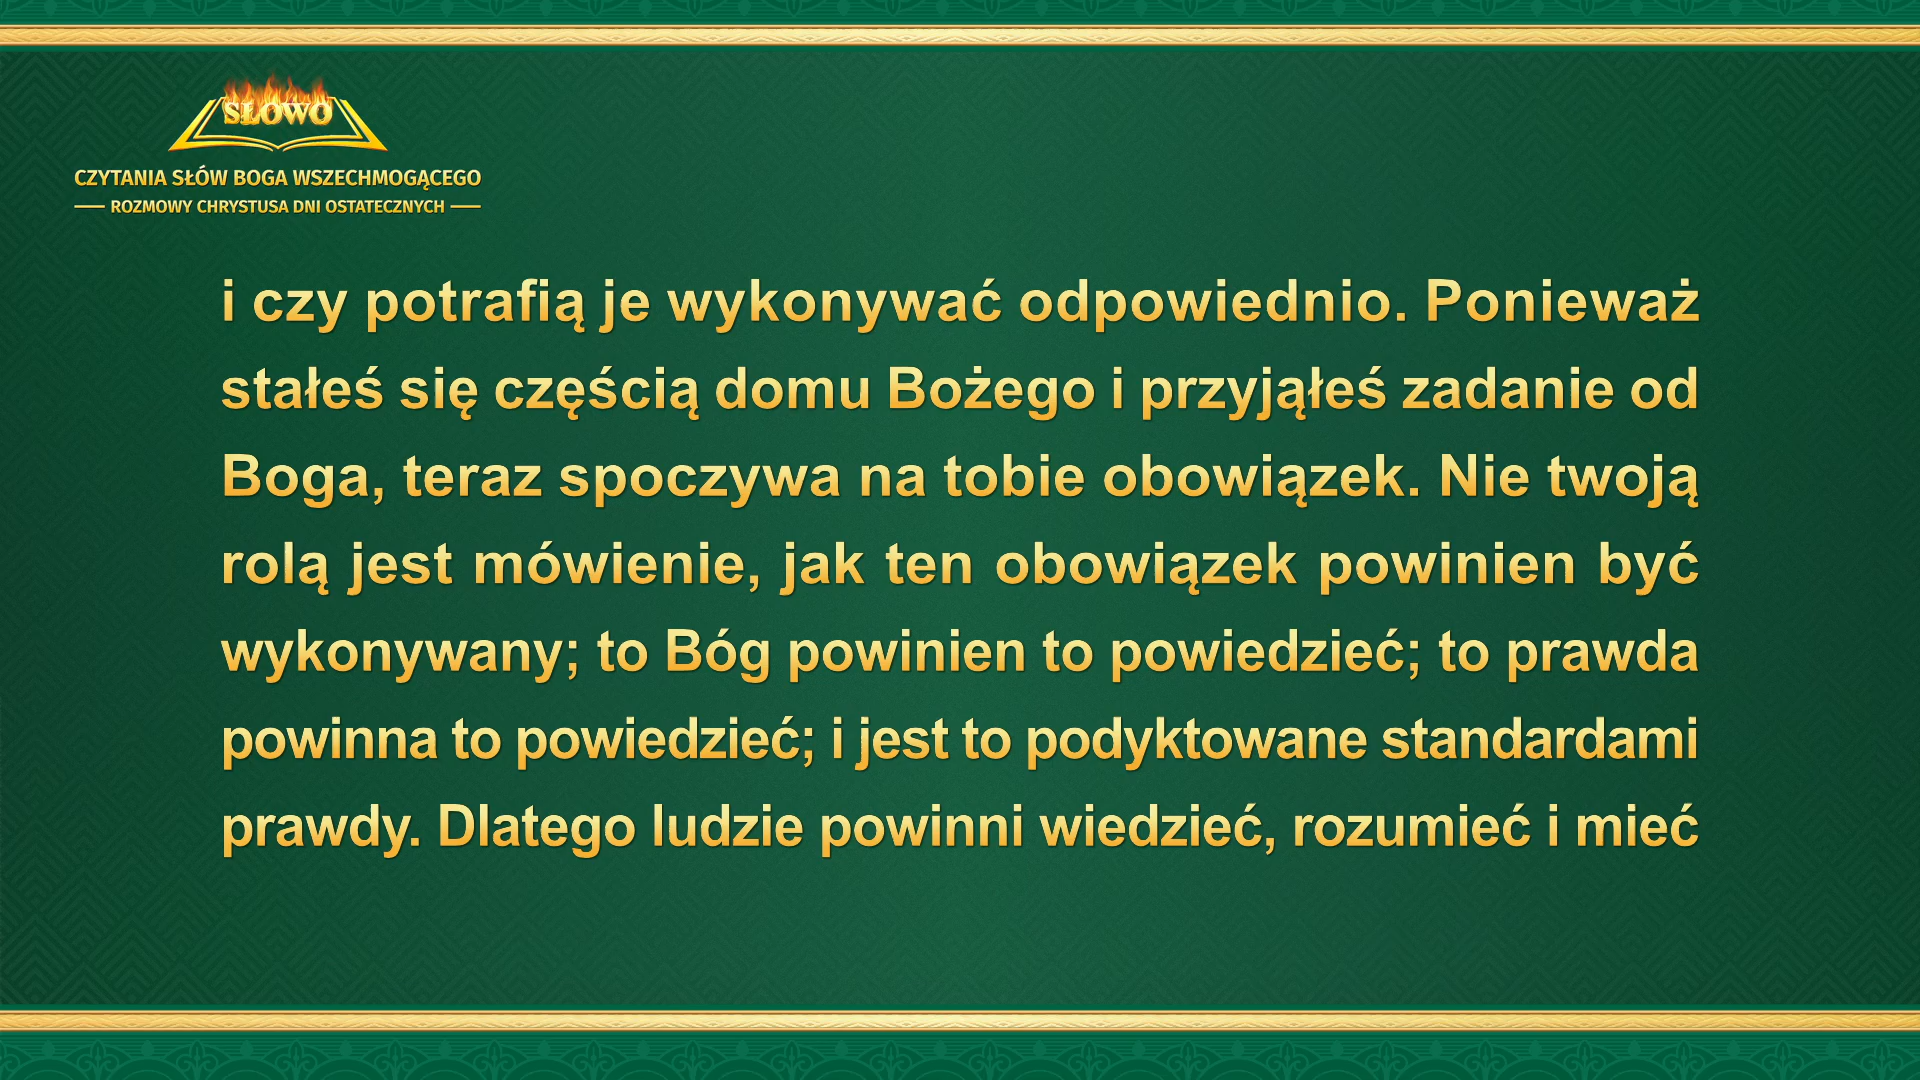 SŁOWO
CZYTANIA SŁÓW BOGA WSZECHMOGĄCEGO
ROZMOWY CHRYSTUSA DNI OSTATECZNYCH
i czy potrafią je wykonywać odpowiednio. Ponieważ
stałeś się częścią domu Bożego i przyjąłeś zadanie od
Boga, teraz spoczywa na tobie obowiązek. Nie twoją
rolą jest mówienie, jak ten obowiązek powinien być
wykonywany; to Bóg powinien to powiedzieć; to prawda
powinna to powiedzieć; i jest to podyktowane standardami
prawdy. Dlatego ludzie powinni wiedzieć, rozumieć i mieć